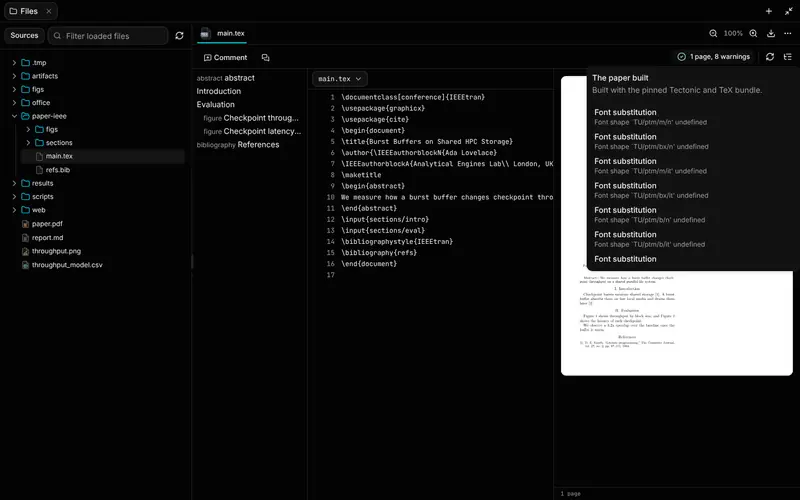 Files
Sources
Filter loaded files
.tmp
artifacts
figs
office
paper-ieee
figs
sections
main.tex
refs.bib
results
scripts
web
paper.pdf
report.md
throughput.png
throughput_model.csv
main.tex
100%
Comment
1 page, 8 warnings
abstract abstract
Introduction
Evaluation
figure Checkpoint throug...
figure Checkpoint latency...
bibliography References
main.tex
1 \documentclass[conference]{IEEEtran}
2 \usepackage{graphicx}
3 \usepackage{cite}
4 \begin{document}
5 \title{Burst Buffers on Shared HPC Storage}
6 \author{\IEEEauthorblockN{Ada Lovelace}
7 \IEEEauthorblockA{Analytical Engines Lab\\ London, UK
8 \maketitle
9 \begin{abstract}
10 We measure how a burst buffer changes checkpoint thro
11 \end{abstract}
12 \input{sections/intro}
13 \input{sections/eval}
14 \bibliographystyle{IEEEtran}
15 \bibliography{refs}
16 \end{document}
17
The paper built
Built with the pinned Tectonic and TeX bundle.
Font substitution
Font shape `TU/ptm/m/n' undefined
Font substitution
Font shape `TU/ptm/bx/n' undefined
Font substitution
Font shape `TU/ptm/m/it' undefined
Font substitution
Font shape `TU/ptm/bx/it' undefined
Font substitution
Font shape `TU/ptm/b/n' undefined
Font substitution
Font shape `TU/ptm/b/it' undefined
Font substitution
I. Introduction
II. Evaluation
References
1 page